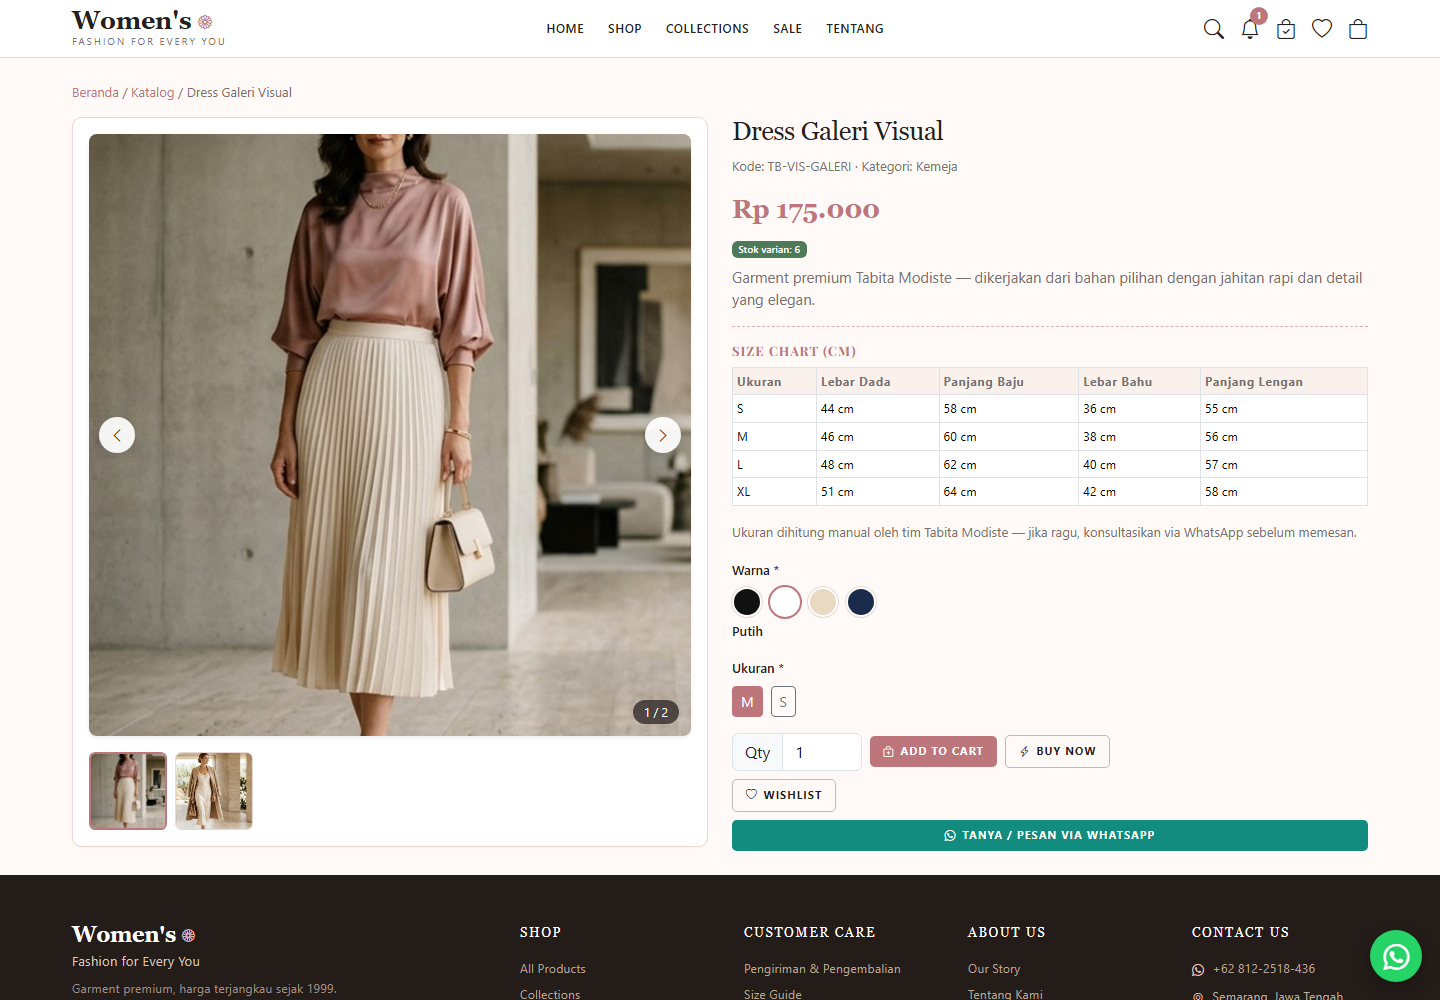 Women's
FASHION FOR EVERY YOU
HOME SHOP COLLECTIONS SALE TENTANG
1
Beranda / Katalog / Dress Galeri Visual
1 / 2
Dress Galeri Visual
Kode: TB-VIS-GALERI · Kategori: Kemeja
Rp 175.000
Stok varian: 6
Garment premium Tabita Modiste — dikerjakan dari bahan pilihan dengan jahitan rapi dan detail
yang elegan.
SIZE CHART (CM)
Ukuran Lebar Dada Panjang Baju Lebar Bahu Panjang Lengan
S 44 cm 58 cm 36 cm 55 cm
M 46 cm 60 cm 38 cm 56 cm
L 48 cm 62 cm 40 cm 57 cm
XL 51 cm 64 cm 42 cm 58 cm
Ukuran dihitung manual oleh tim Tabita Modiste — jika ragu, konsultasikan via WhatsApp sebelum memesan.
Warna *
Putih
Ukuran *
M S
Qty 1 ADD TO CART BUY NOW
WISHLIST
TANYA / PESAN VIA WHATSAPP
Women's
Fashion for Every You
Garment premium, harga terjangkau sejak 1999.
SHOP
All Products
Collections
CUSTOMER CARE
Pengiriman & Pengembalian
Size Guide
ABOUT US
Our Story
Tentang Kami
CONTACT US
+62 812-2518-436
Semarang, Jawa Tengah